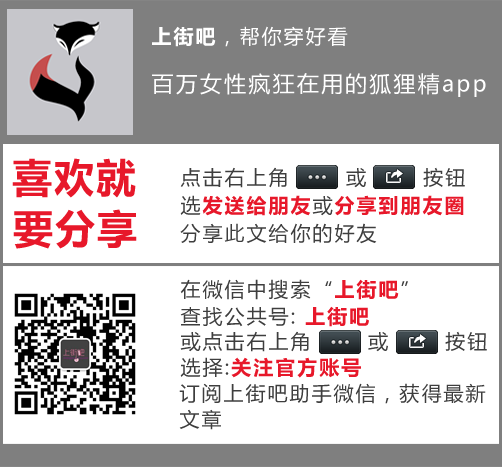 上街吧，帮你穿好看
百万女性疯狂在用的狐狸精app
喜欢就
要分享
点击右上角 或 按钮
选发送给朋友或分享到朋友圈
分享此文给你的好友
在微信中搜索“上街吧”
查找公共号: 上街吧
或点击右上角 或 按钮
选择:关注官方账号
订阅上街吧助手微信，获得最新
文章
上街吧